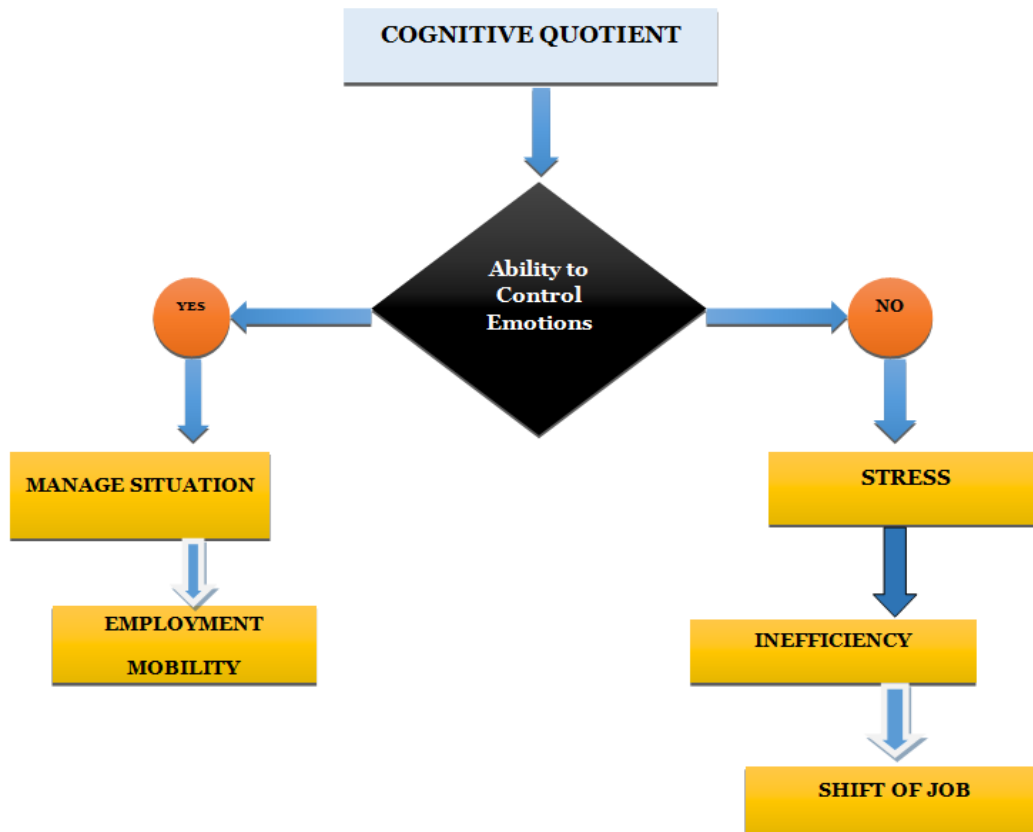 COGNITIVE QUOTIENT
Ability to
Control
Emotions
YES
NO
MANAGE SITUATION
STRESS
EMPLOYMENT
MOBILITY
INEFFICIENCY
SHIFT OF JOB